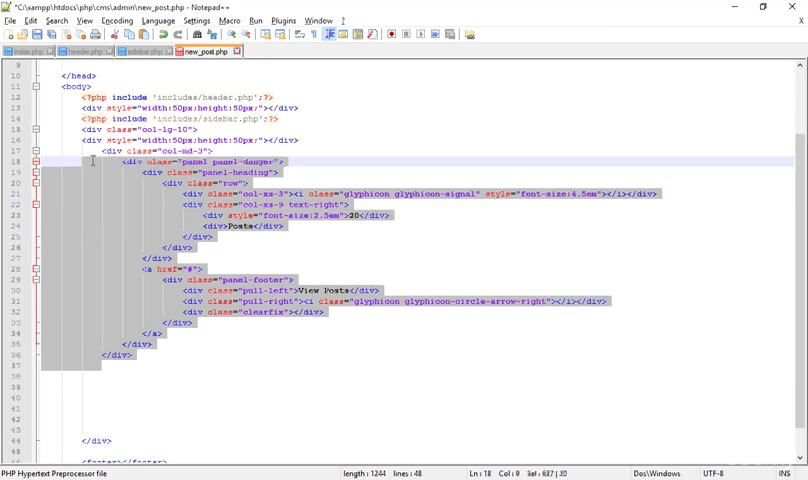 *C:\xampp\htdocs\php\cms\admin\new_post.php - Notepad++
File Edit Search View Encoding Language Settings Macro Run Plugins Window ? X
index.php header.php sidebar.php new_post.php
9
10 </head>
11 <body>
12 <?php include 'includes/header.php';?>
13 <div style="width:50px;height:50px;"></div>
14 <?php include 'includes/sidebar.php';?>
15 <div class="col-lg-10">
16 <div style="width:50px;height:50px;"></div>
17 <div class="col-md-3">
18 <div class="panel panel-danger">
19 <div class="panel-heading">
20 <div class="row">
21 <div class="col-xs-3"><i class="glyphicon glyphicon-signal" style="font-size:4.5em"></i></div>
22 <div class="col-xs-9 text-right">
23 <div style="font-size:2.5em">20</div>
24 <div>Posts</div>
25 </div>
26 </div>
27 </div>
28 <a href="#">
29 <div class="panel-footer">
30 <div class="pull-left">View Posts</div>
31 <div class="pull-right"><i class="glyphicon glyphicon-circle-arrow-right"></i></div>
32 <div class="clearfix"></div>
33 </div>
34 </a>
35 </div>
36 </div>
37
38
39
40
41
42
43
44 </div>
45
46 <footer></footer>
PHP Hypertext Preprocessor file length : 1244 lines : 48 Ln : 18 Col : 9 Sel : 687 | 20 Dos\Windows UTF-8 INS